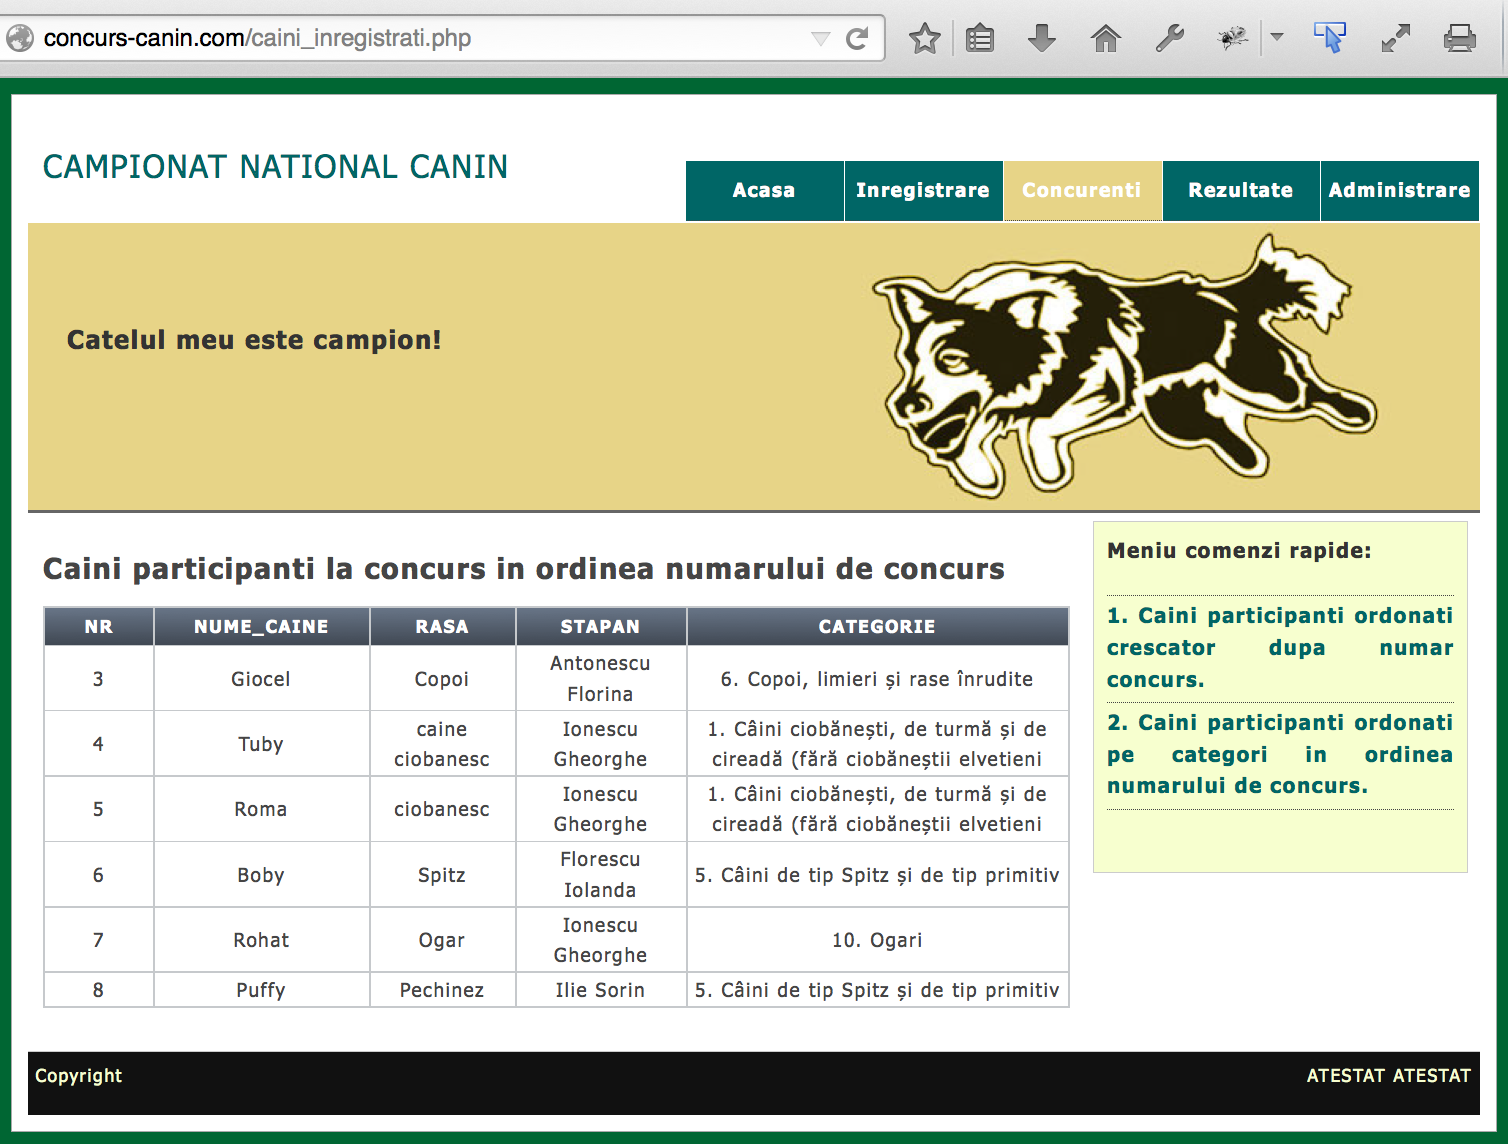 concurs-canin.com/caini_inregistrati.php
CAMPIONAT NATIONAL CANIN
Acasa Inregistrare Concurenti Rezultate Administrare
Catelul meu este campion!
Caini participanti la concurs in ordinea numarului de concurs
NR NUME_CAINE RASA STAPAN CATEGORIE
3 Giocel Copoi Antonescu Florina 6. Copoi, limieri și rase înrudite
4 Tuby caine ciobanesc Ionescu Gheorghe 1. Câini ciobănești, de turmă și de cireadă (fără ciobăneștii elvetieni
5 Roma ciobanesc Ionescu Gheorghe 1. Câini ciobănești, de turmă și de cireadă (fără ciobăneștii elvetieni
6 Boby Spitz Florescu Iolanda 5. Câini de tip Spitz și de tip primitiv
7 Rohat Ogar Ionescu Gheorghe 10. Ogari
8 Puffy Pechinez Ilie Sorin 5. Câini de tip Spitz și de tip primitiv
Meniu comenzi rapide:
1. Caini participanti ordonati
crescator dupa numar
concurs.
2. Caini participanti ordonati
pe categori in ordinea
numarului de concurs.
Copyright
ATESTAT ATESTAT